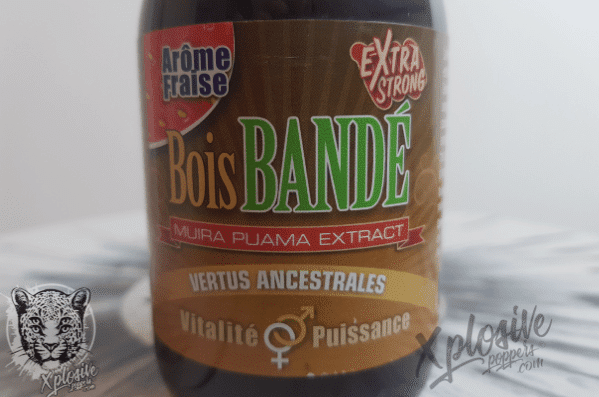 Arôme
Fraise
EXTRA
STRONG
Bois BANDÉ
MUIRA PUAMA EXTRACT
VERTUS ANCESTRALES
Vitalité Puissance
Xplosive
poppers
.com
Xplosive